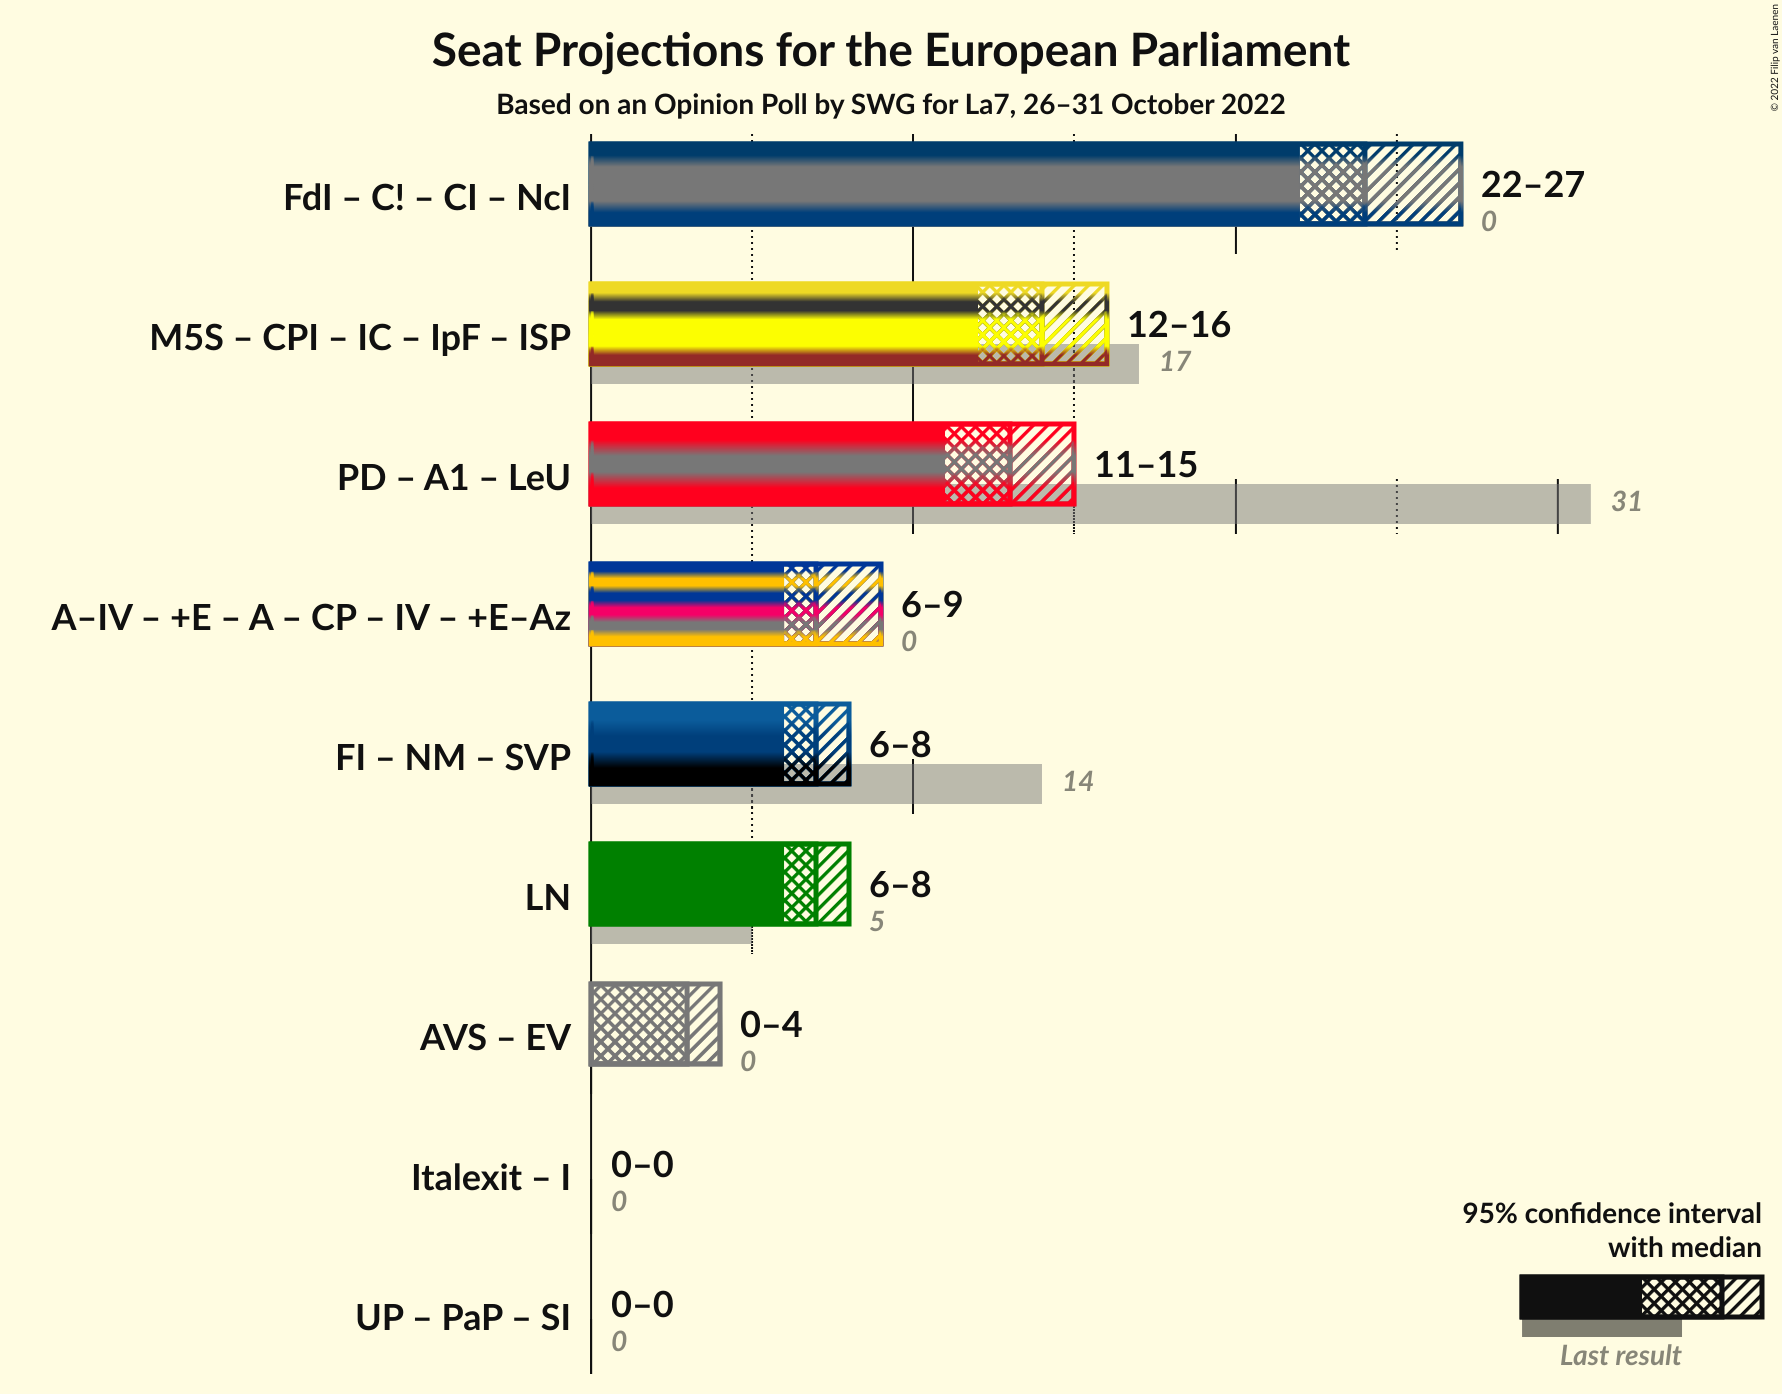 Seat Projections for the European Parliament
Based on an Opinion Poll by SWG for La7, 26–31 October 2022
© 2022 Filip van Laenen
FdI – C! – CI – NcI
22–27
0
M5S – CPI – IC – IpF – ISP
12–16
17
PD – A1 – LeU
11–15
31
A–IV – +E – A – CP – IV – +E–Az
6–9
0
FI – NM – SVP
6–8
14
LN
6–8
5
AVS – EV
0–4
0
Italexit – I
0–0
0
UP – PaP – SI
0–0
0
95% confidence interval
with median
Last result